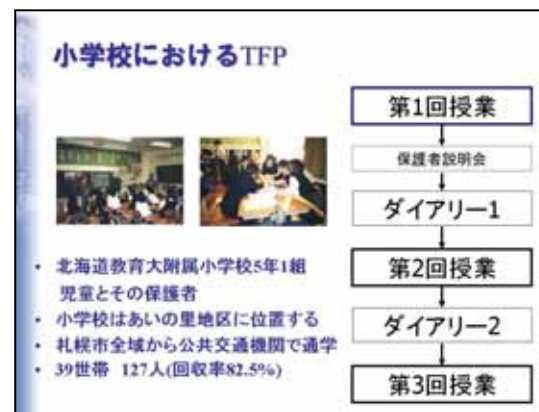 小学校におけるTFP
• 北海道教育大附属小学校5年1組
児童とその保護者
• 小学校はあいの里地区に位置する
• 札幌市全域から公共交通機関で通学
• 39世帯 127人(回収率82.5%)
第1回授業
保護者説明会
ダイアリー1
第2回授業
ダイアリー2
第3回授業